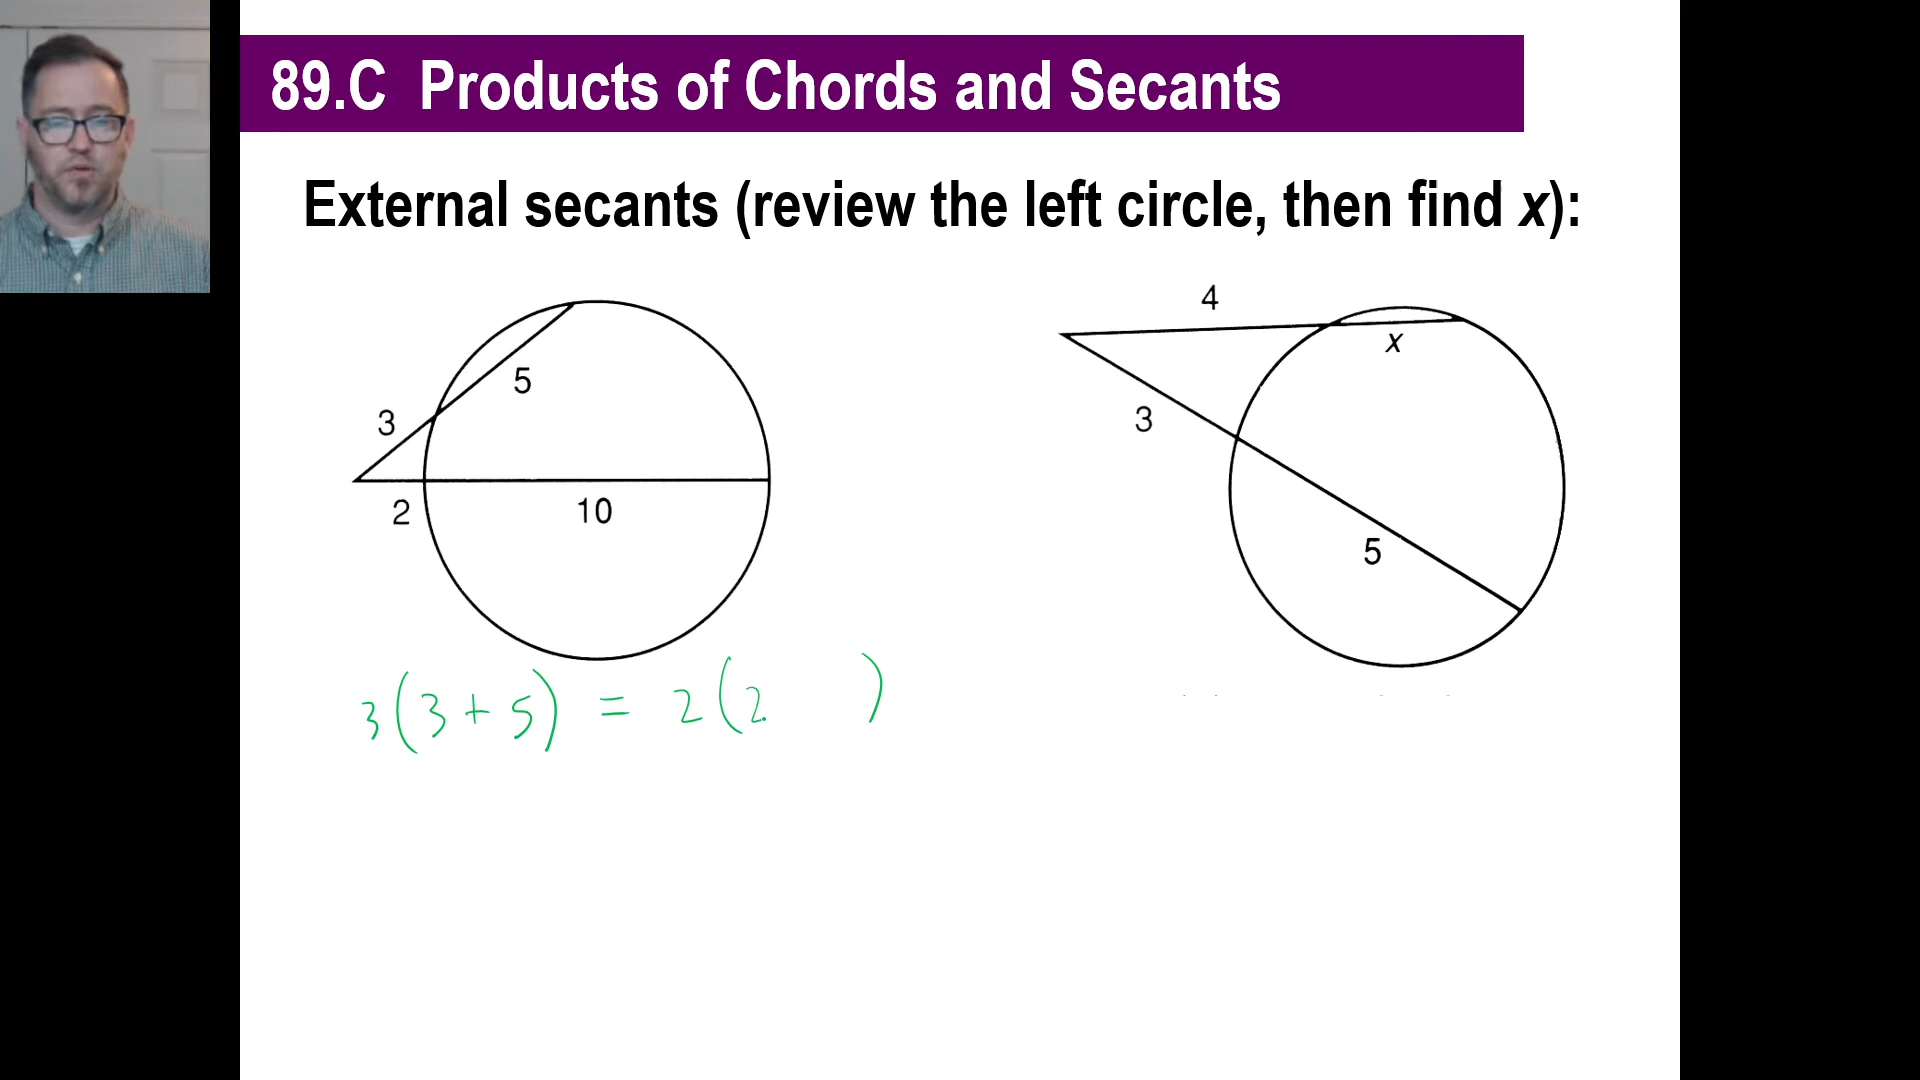 89.C Products of Chords and Secants
External secants (review the left circle, then find x):
4
x
5
3
3
2
10
5
3(3+5) = 2(2 )